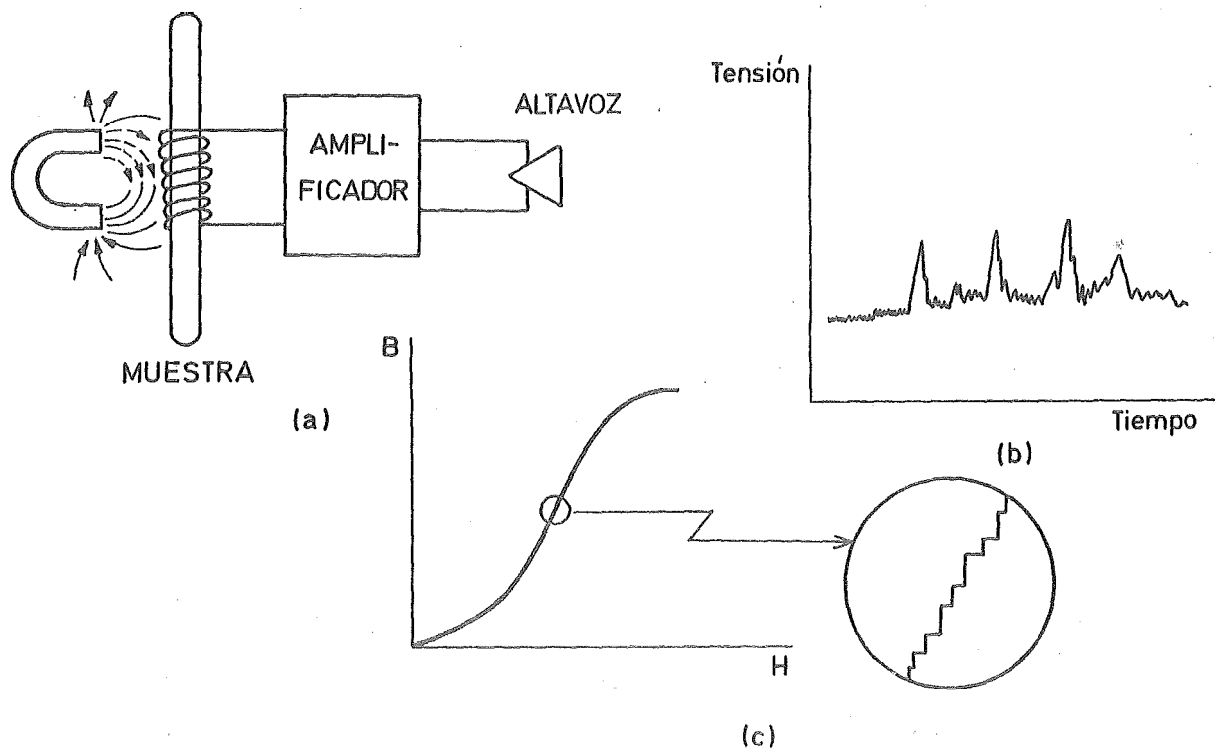 Tensión
ALTAVOZ
AMPLI-
FICADOR
MUESTRA
B
(a)
Tiempo
(b)
H
(c)